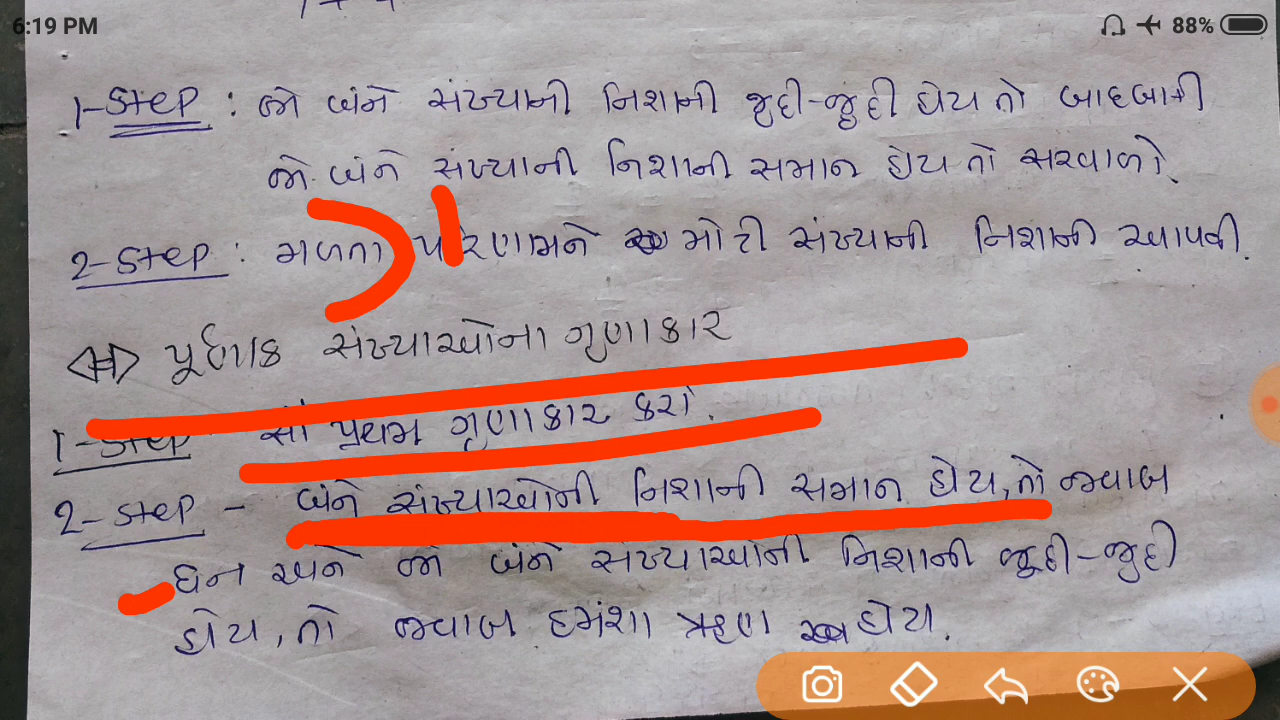 6:19 PM 88%
1-Step : જો બંને સંખ્યાની નિશાની જુદી-જુદી હોય તો બાદબાકી
જો બંને સંખ્યાની નિશાની સમાન હોય તો સરવાળો.
2-Step : મળતા પરિણામને મોટી સંખ્યાની નિશાની આપવી.
પૂર્ણાંક સંખ્યાઓના ગુણાકાર
1-Step સૌ પ્રથમ ગુણાકાર કરો.
2-Step - બંને સંખ્યાઓની નિશાની સમાન હોય, તો જવાબ
ધન અને જો બંને સંખ્યાઓની નિશાની જુદી-જુદી
હોય, તો જવાબ હમંશા ઋણ હોય.